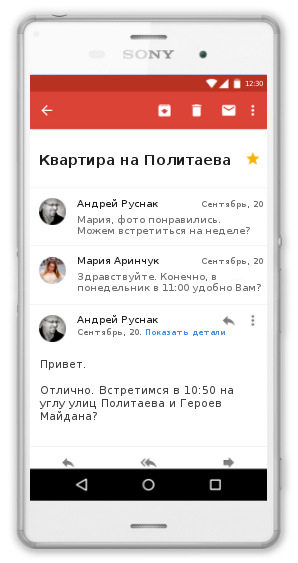 SONY
12:30
Квартира на Политаева
Андрей Руснак
Сентябрь, 20
Мария, фото понравились.
Можем встретиться на неделе?
Мария Аринчук
Сентябрь, 20
Здравствуйте. Конечно, в
понедельник в 11:00 удобно Вам?
Андрей Руснак
Сентябрь, 20. Показать детали
Привет.
Отлично. Встретимся в 10:50 на
углу улиц Политаева и Героев
Майдана?